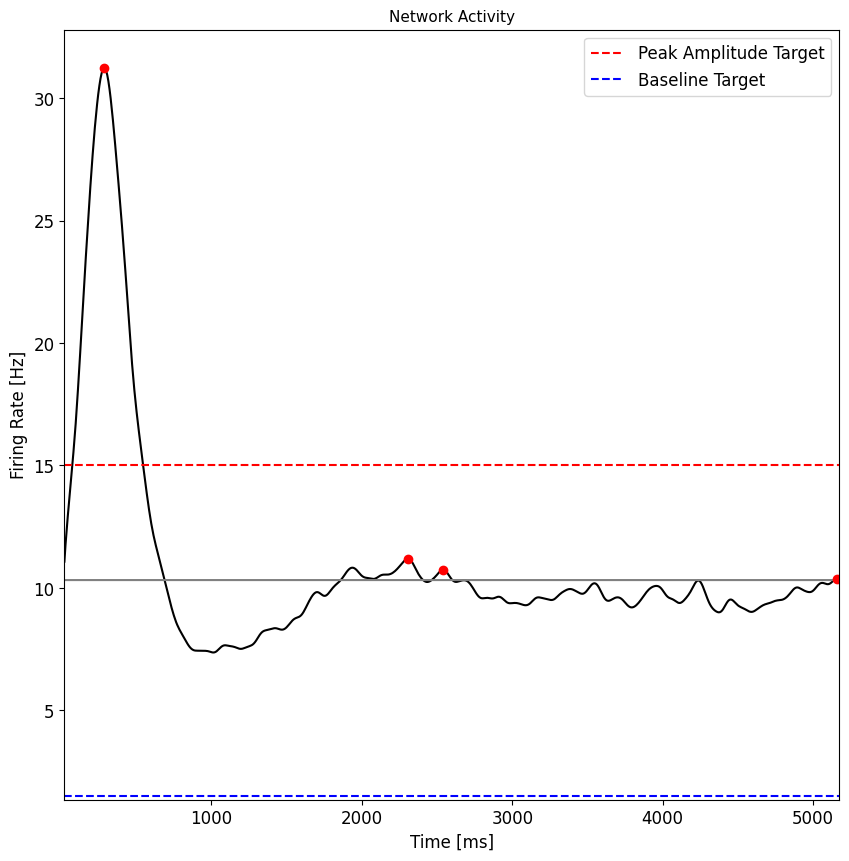 Network Activity
Peak Amplitude Target
Baseline Target
Firing Rate [Hz]
30
25
20
15
10
5
1000
2000
3000
4000
5000
Time [ms]